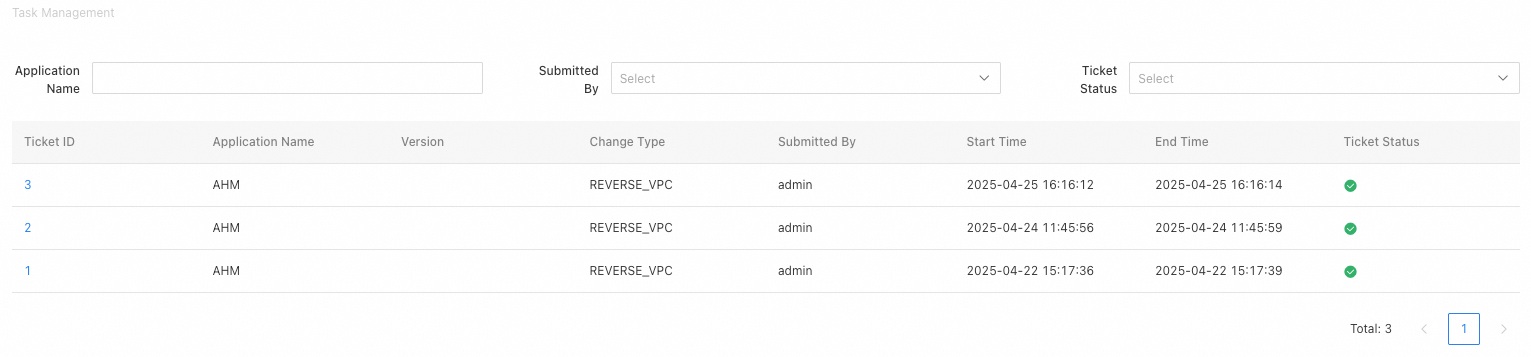 Task Management
Application Name
Submitted By
Select
Ticket Status
Select
Ticket ID Application Name Version Change Type Submitted By Start Time End Time Ticket Status
3 AHM REVERSE_VPC admin 2025-04-25 16:16:12 2025-04-25 16:16:14
2 AHM REVERSE_VPC admin 2025-04-24 11:45:56 2025-04-24 11:45:59
1 AHM REVERSE_VPC admin 2025-04-22 15:17:36 2025-04-22 15:17:39
Total: 3 1